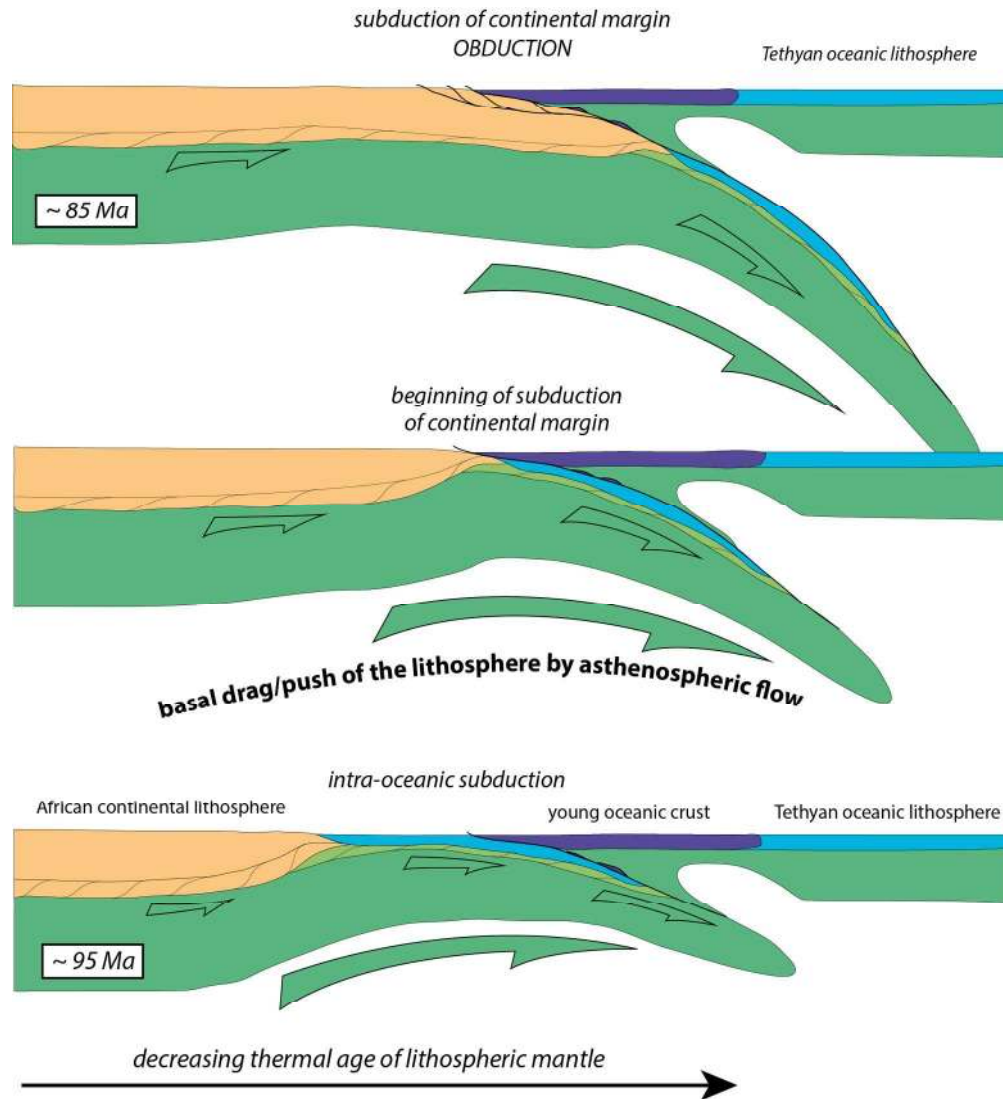 subduction of continental margin
OBDUCTION
Tethyan oceanic lithosphere
~ 85 Ma
beginning of subduction
of continental margin
basal drag/push of the lithosphere by asthenospheric flow
intra-oceanic subduction
African continental lithosphere
young oceanic crust
Tethyan oceanic lithosphere
~ 95 Ma
decreasing thermal age of lithospheric mantle